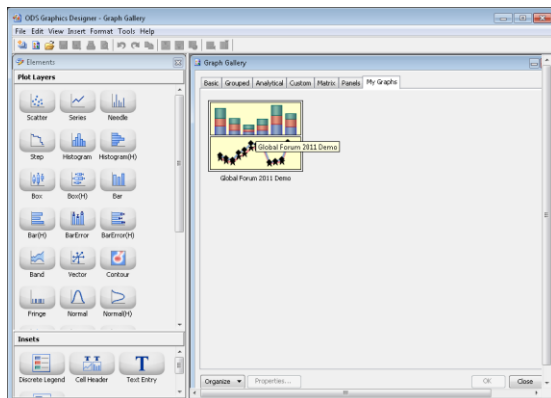 ODS Graphics Designer - Graph Gallery
File Edit View Insert Format Tools Help
Elements
Plot Layers
Scatter Series Needle
Step Histogram Histogram(H)
Box Box(H) Bar
Bar(H) BarError BarError(H)
Band Vector Contour
Fringe Normal Normal(H)
Insets
Discrete Legend Cell Header Text Entry
Graph Gallery
Basic Grouped Analytical Custom Matrix Panels My Graphs
Global Forum 2011 Demo
Global Forum 2011 Demo
Organize Properties... OK Close